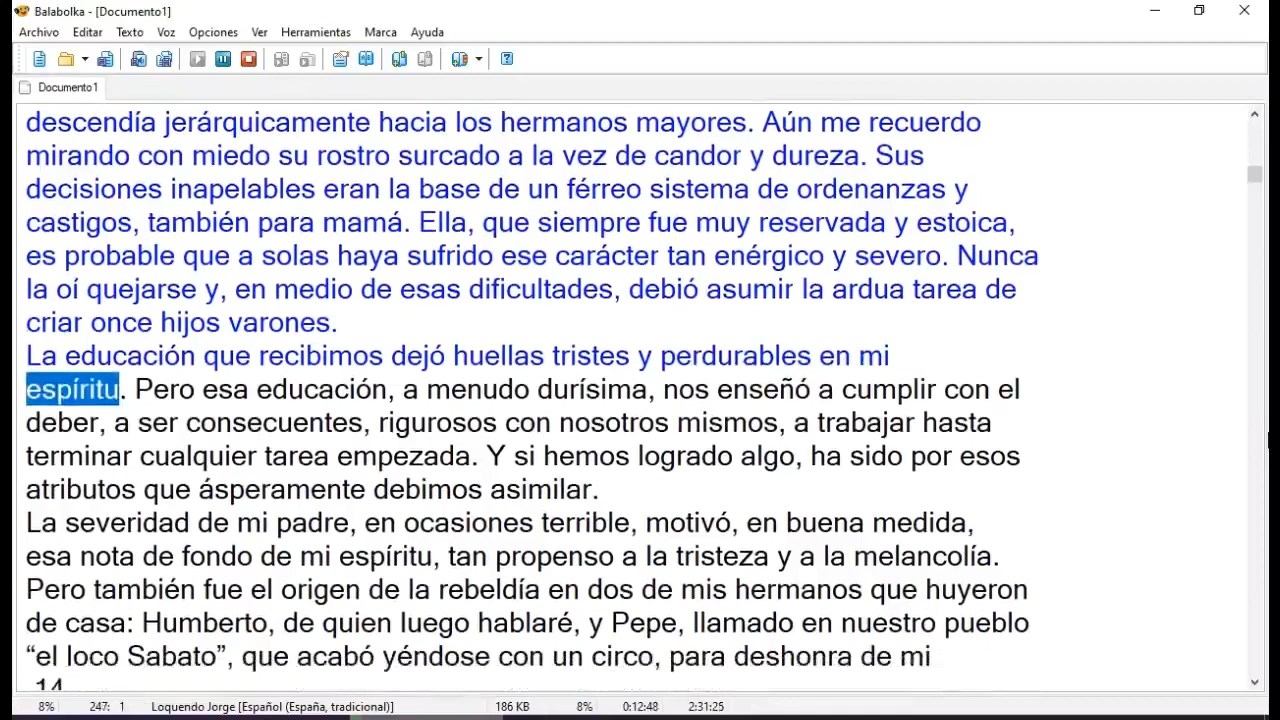 Balabolka - [Documento1]
Archivo Editar Texto Voz Opciones Ver Herramientas Marca Ayuda
Documento1
descendía jerárquicamente hacia los hermanos mayores. Aún me recuerdo
mirando con miedo su rostro surcado a la vez de candor y dureza. Sus
decisiones inapelables eran la base de un férreo sistema de ordenanzas y
castigos, también para mamá. Ella, que siempre fue muy reservada y estoica,
es probable que a solas haya sufrido ese carácter tan enérgico y severo. Nunca
la oí quejarse y, en medio de esas dificultades, debió asumir la ardua tarea de
criar once hijos varones.
La educación que recibimos dejó huellas tristes y perdurables en mi
espíritu. Pero esa educación, a menudo durísima, nos enseñó a cumplir con el
deber, a ser consecuentes, rigurosos con nosotros mismos, a trabajar hasta
terminar cualquier tarea empezada. Y si hemos logrado algo, ha sido por esos
atributos que ásperamente debimos asimilar.
La severidad de mi padre, en ocasiones terrible, motivó, en buena medida,
esa nota de fondo de mi espíritu, tan propenso a la tristeza y a la melancolía.
Pero también fue el origen de la rebeldía en dos de mis hermanos que huyeron
de casa: Humberto, de quien luego hablaré, y Pepe, llamado en nuestro pueblo
“el loco Sabato”, que acabó yéndose con un circo, para deshonra de mi
14
8% 247: 1 Loquendo Jorge [Español (España, tradicional)] 186 KB 8% 0:12:48 2:31:25